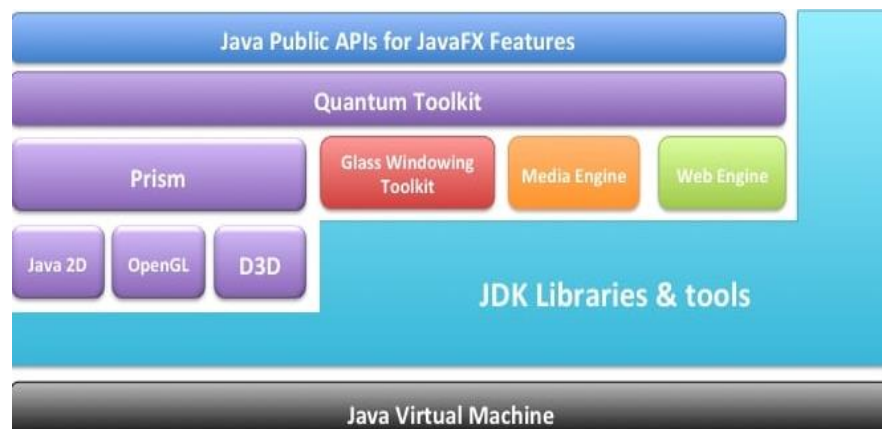 Java Public APIs for JavaFX Features
Quantum Toolkit
Prism
Glass Windowing
Toolkit
Media Engine
Web Engine
Java 2D
OpenGL
D3D
JDK Libraries & tools
Java Virtual Machine